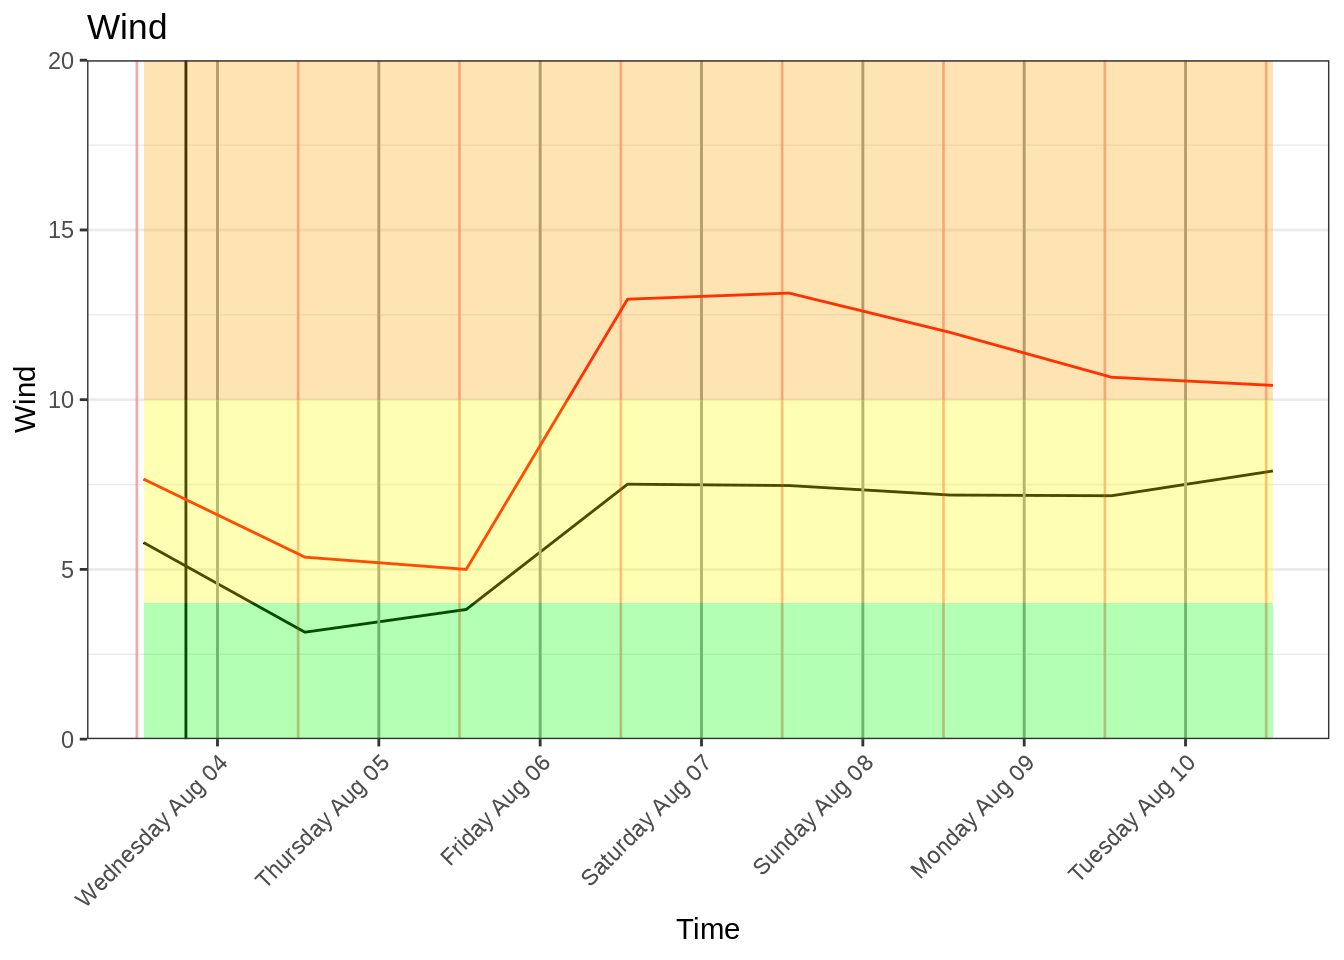 Wind
20
15
10
5
0
Wind
Wednesday Aug 04
Thursday Aug 05
Friday Aug 06
Saturday Aug 07
Sunday Aug 08
Monday Aug 09
Tuesday Aug 10
Time